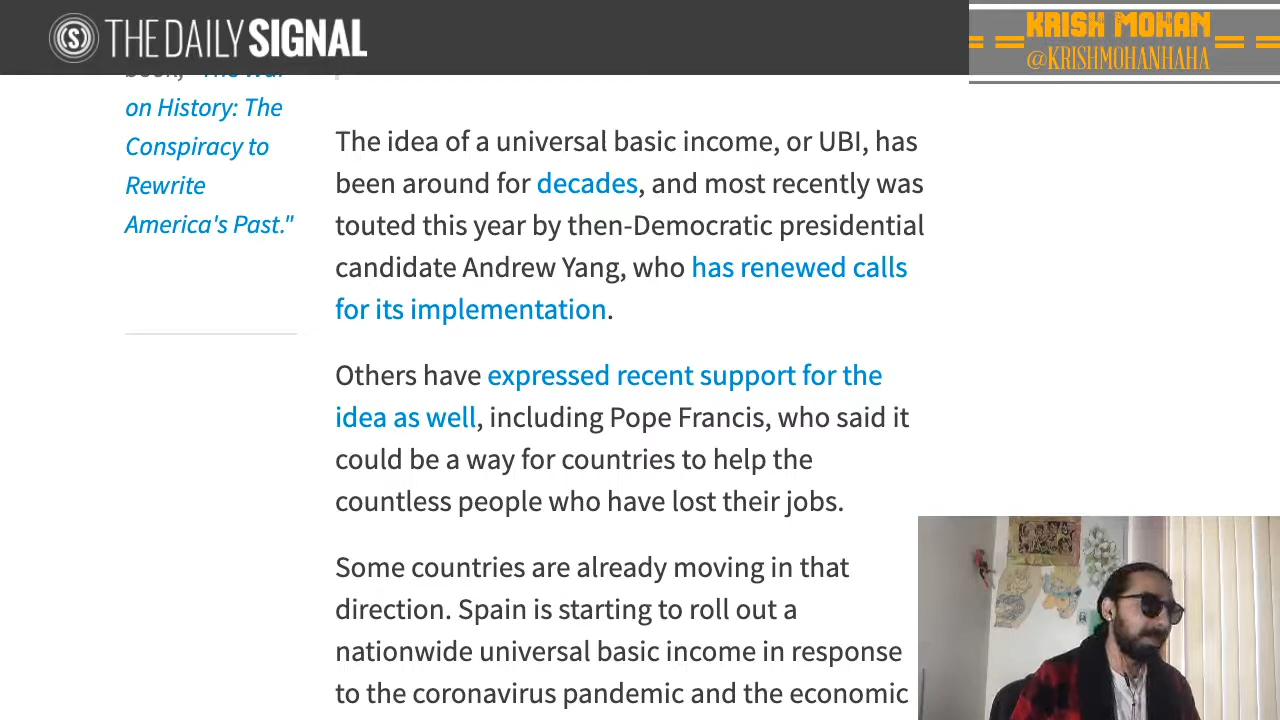 THE DAILY SIGNAL
KRISH MOHAN
@KRISHMOHANHAHA
book, "The War
on History: The
Conspiracy to
Rewrite
America's Past."
The idea of a universal basic income, or UBI, has
been around for decades, and most recently was
touted this year by then-Democratic presidential
candidate Andrew Yang, who has renewed calls
for its implementation.
Others have expressed recent support for the
idea as well, including Pope Francis, who said it
could be a way for countries to help the
countless people who have lost their jobs.
Some countries are already moving in that
direction. Spain is starting to roll out a
nationwide universal basic income in response
to the coronavirus pandemic and the economic